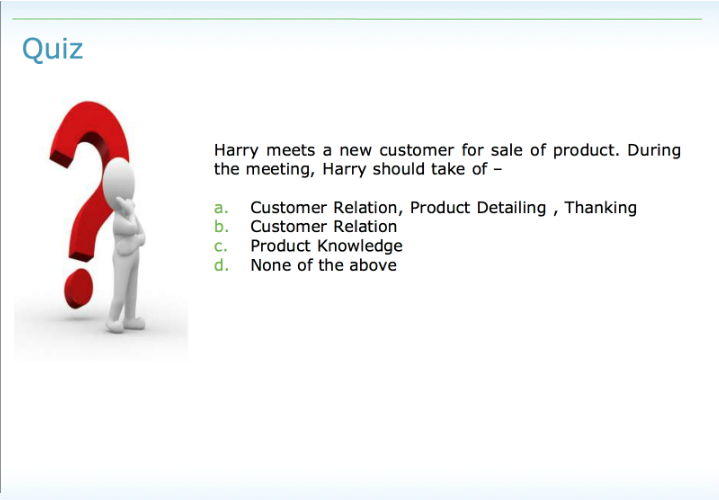 Quiz
Harry meets a new customer for sale of product. During
the meeting, Harry should take of –
a. Customer Relation, Product Detailing , Thanking
b. Customer Relation
c. Product Knowledge
d. None of the above